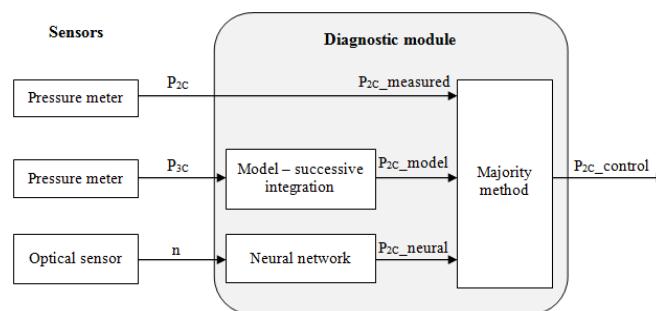 Sensors
Diagnostic module
Pressure meter
P2C
P2C_measured
Pressure meter
P3C
Model – successive
integration
P2C_model
Majority
method
P2C_control
Optical sensor
n
Neural network
P2C_neural